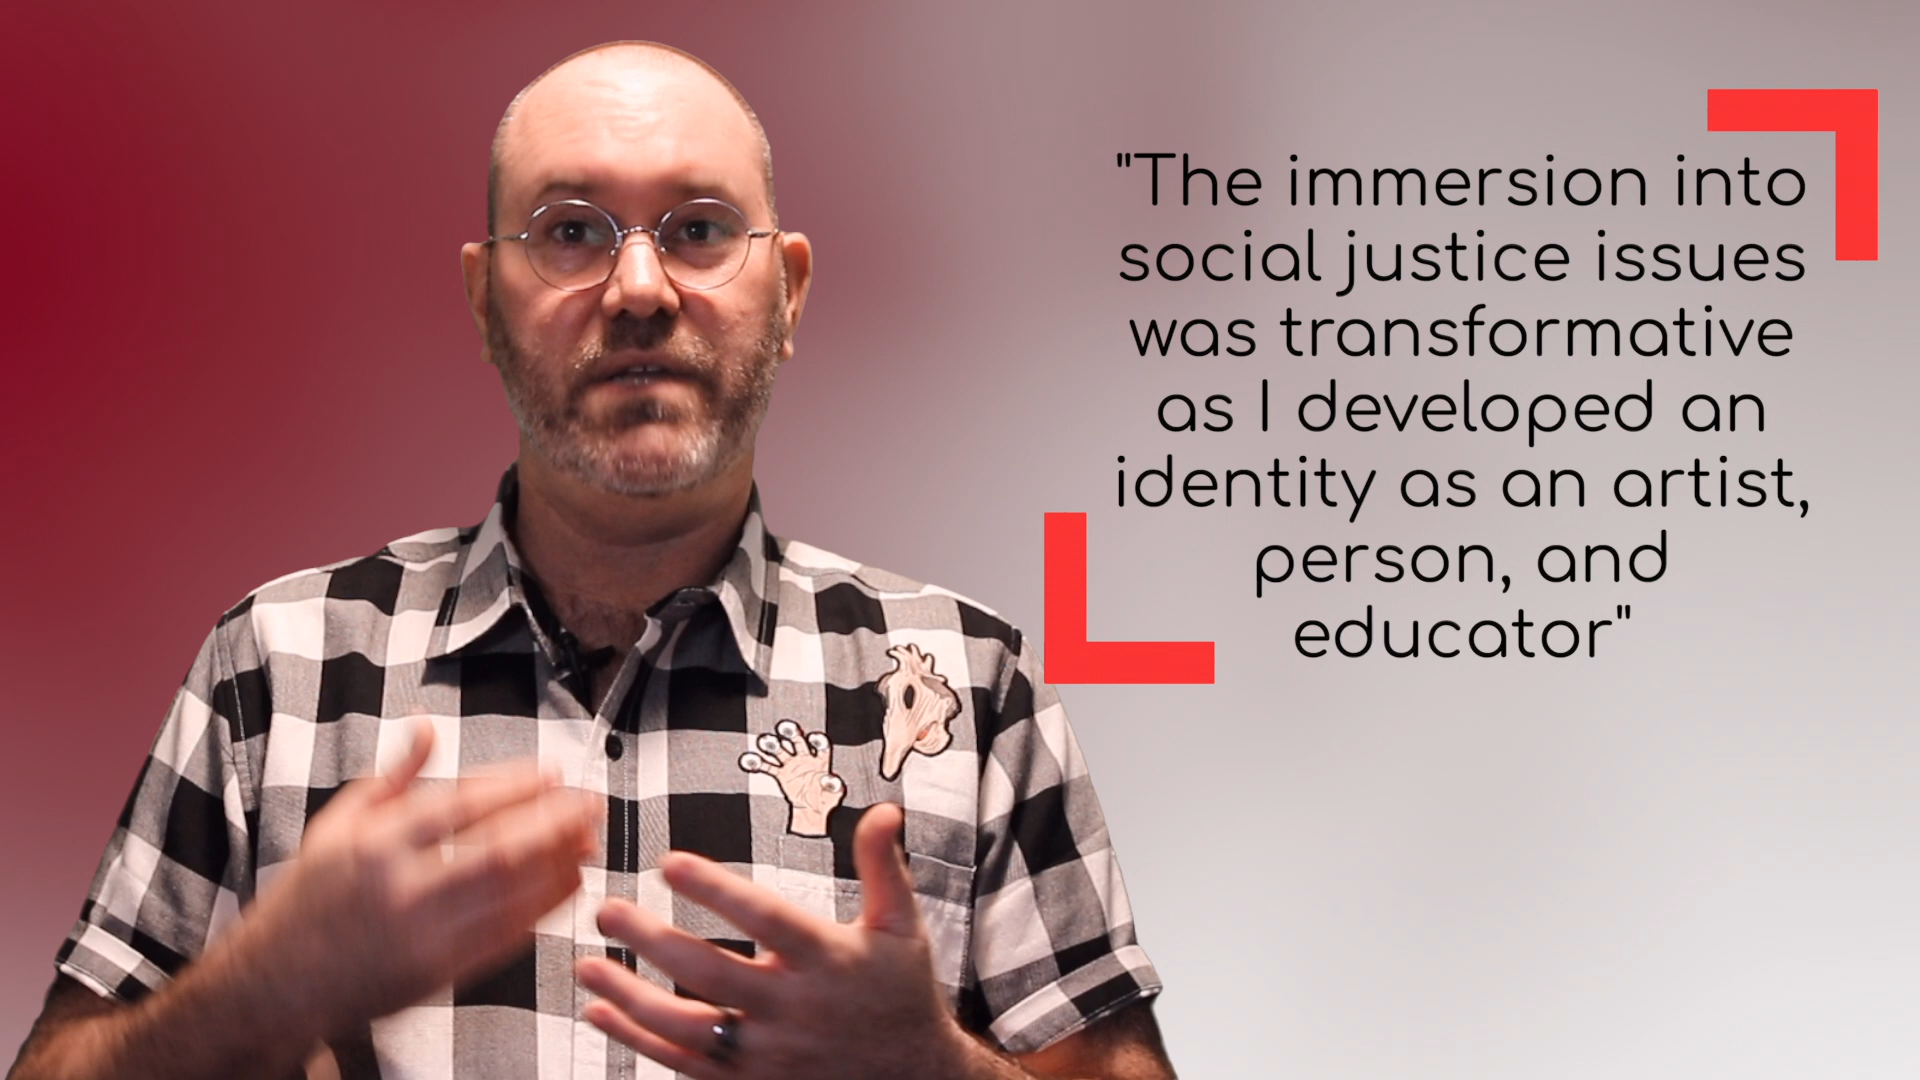 "The immersion into
social justice issues
was transformative
as I developed an
identity as an artist,
person, and
educator"